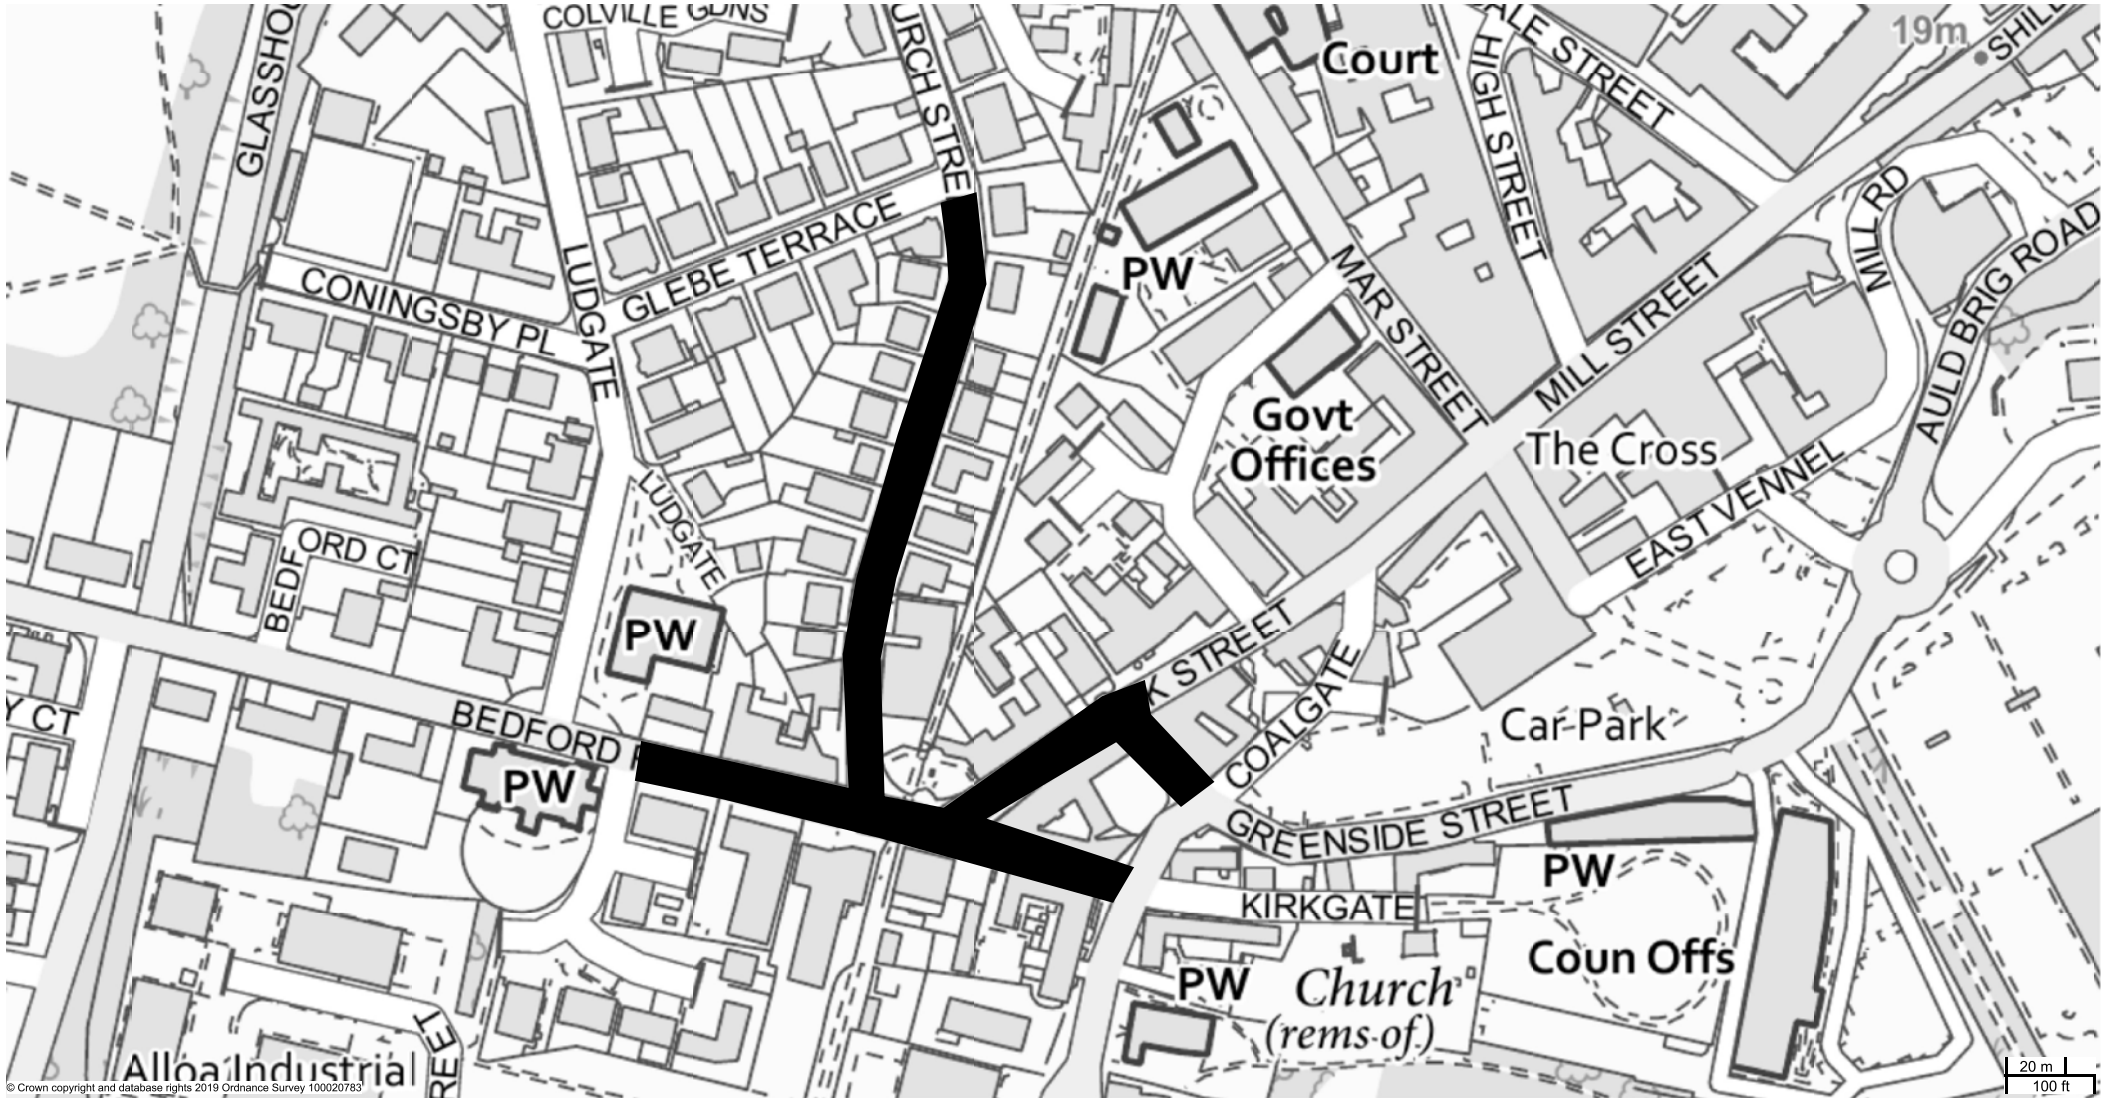 COLVILLE GDNS
GLASSHO
URCH STRE
Court
HIGH STREET
ALE STREET
19m
SHILL
CONINGSBY PL
LUDGATE
GLEBE TERRACE
PW
MAR STREET
MILL STREET
MILL RD
AULD BRIG ROAD
Govt
Offices
The Cross
EAST VENNEL
BEDF
ORD CT
LUDGATE
PW
K STREET
COALGATE
Car Park
Y CT
BEDFORD
PW
GREENSIDE STREET
PW
KIRKGATE
Coun Offs
PW
Church
(rems of)
Alloa Industrial
REET
© Crown copyright and database rights 2019 Ordnance Survey 100020783
20 m
100 ft